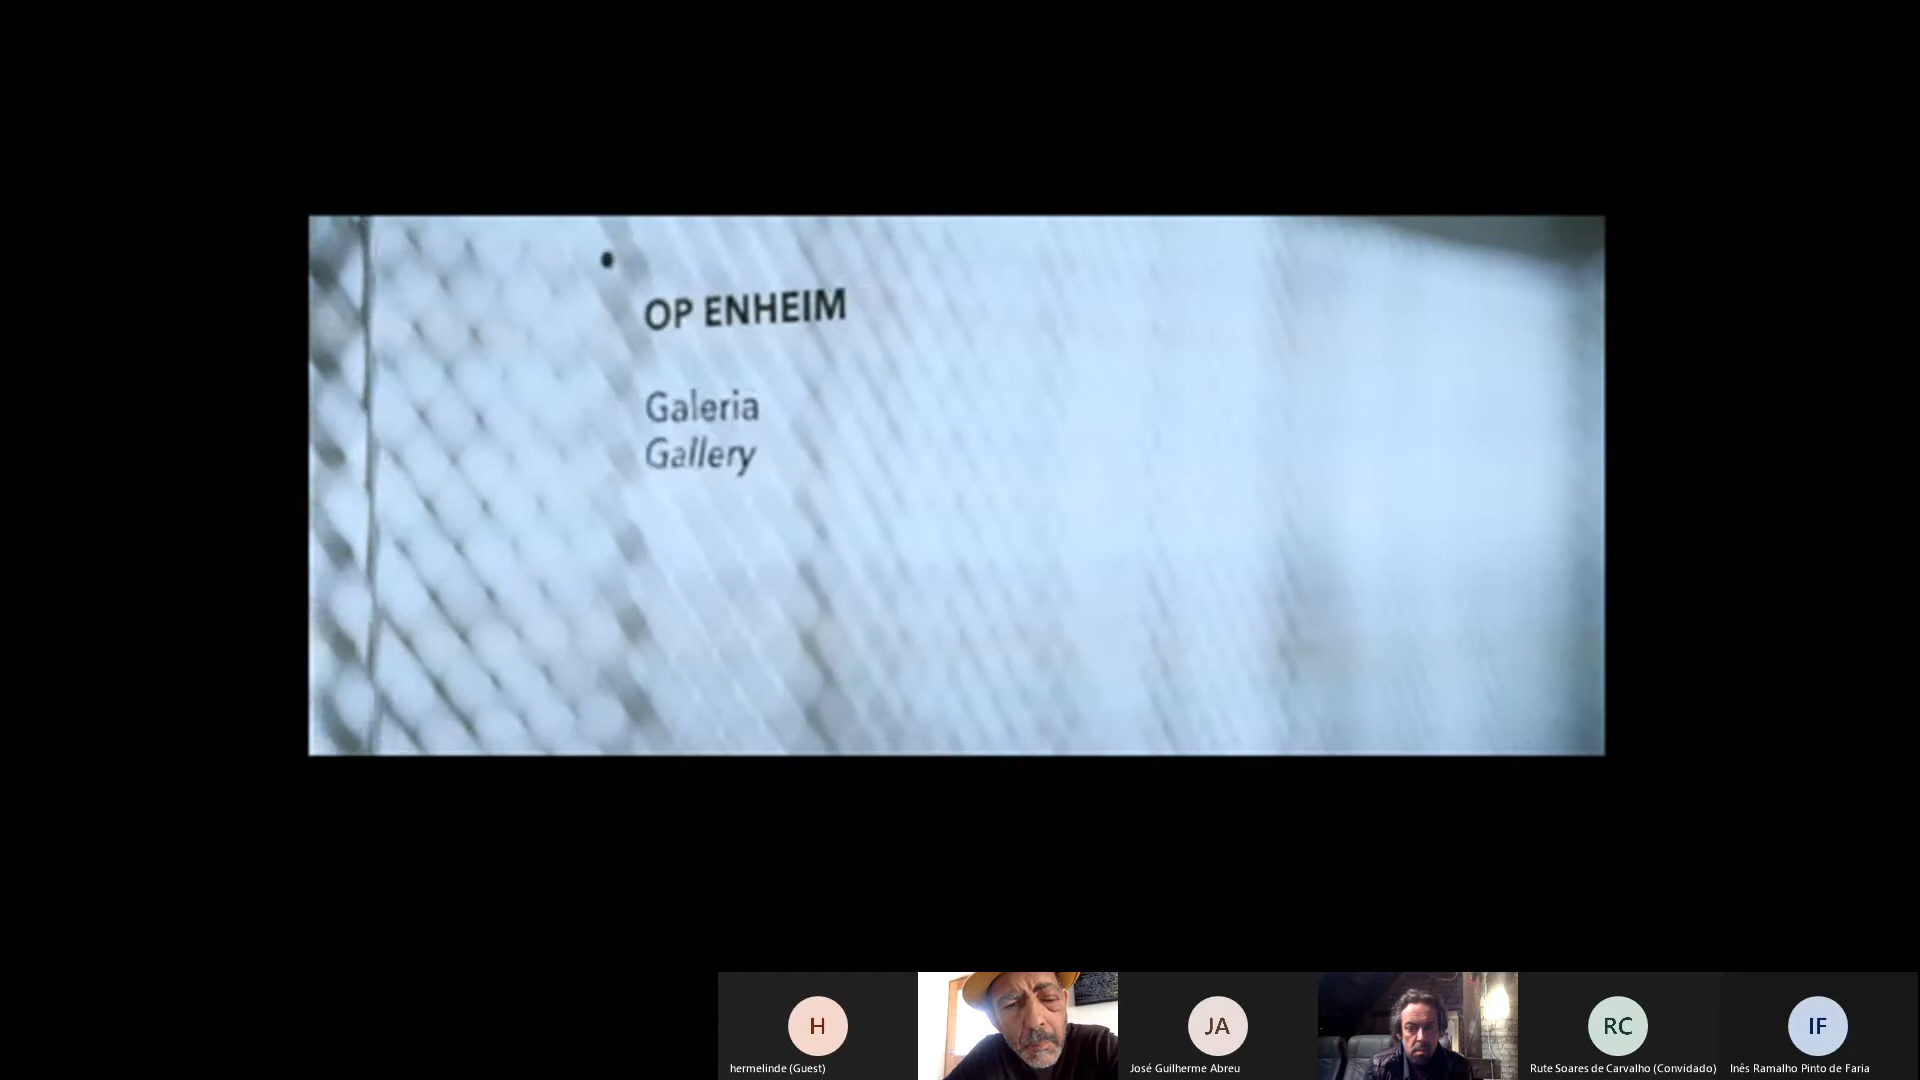 OP ENHEIM
Galeria
Gallery
H
JA
RC
IF
hermelinde (Guest)
José Guilherme Abreu
Rute Soares de Carvalho (Convidado)
Inês Ramalho Pinto de Faria